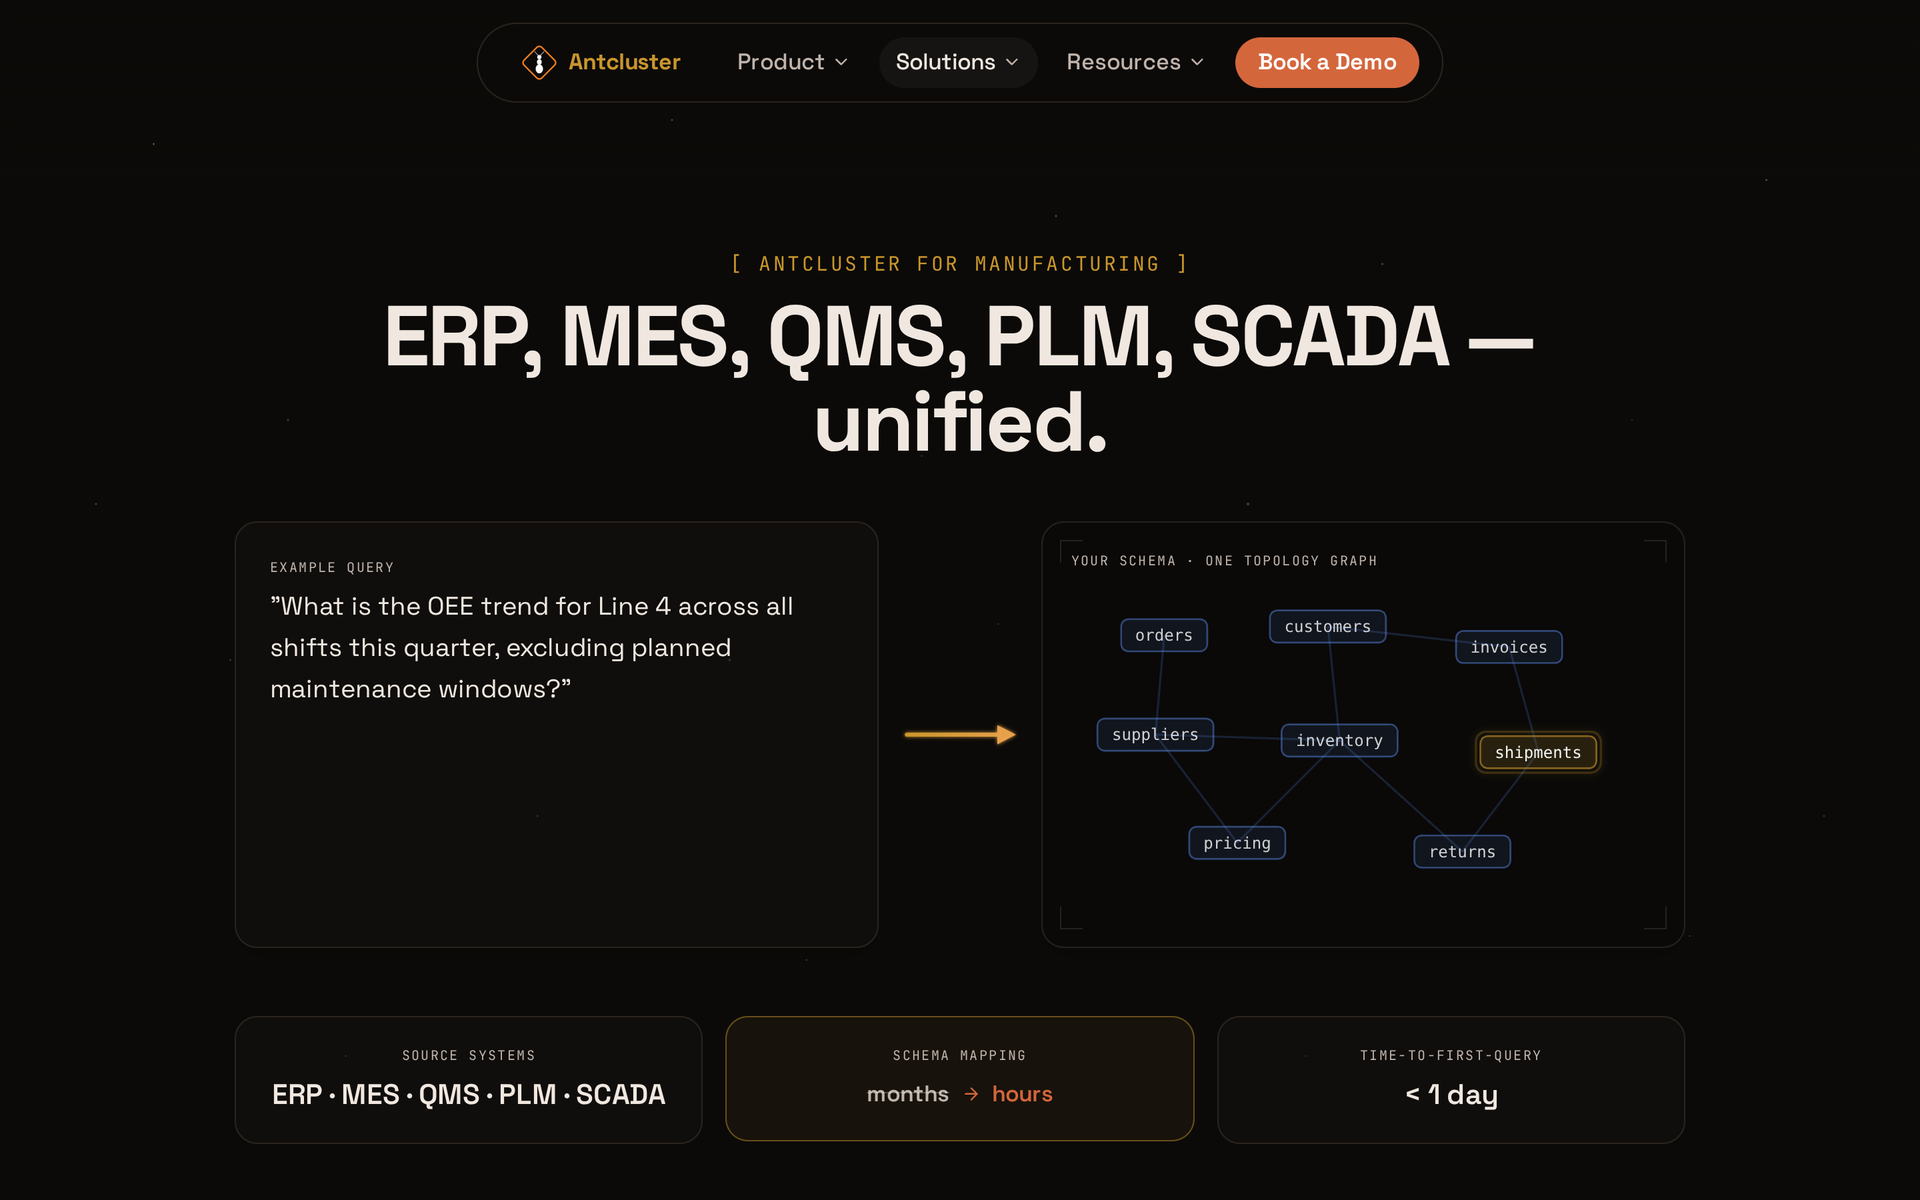 Antcluster
Product
Solutions
Resources
Book a Demo
[ ANTCLUSTER FOR MANUFACTURING ]
ERP, MES, QMS, PLM, SCADA —
unified.
EXAMPLE QUERY
"What is the OEE trend for Line 4 across all
shifts this quarter, excluding planned
maintenance windows?"
YOUR SCHEMA · ONE TOPOLOGY GRAPH
orders
customers
invoices
suppliers
inventory
shipments
pricing
returns
SOURCE SYSTEMS
ERP · MES · QMS · PLM · SCADA
SCHEMA MAPPING
months → hours
TIME-TO-FIRST-QUERY
< 1 day